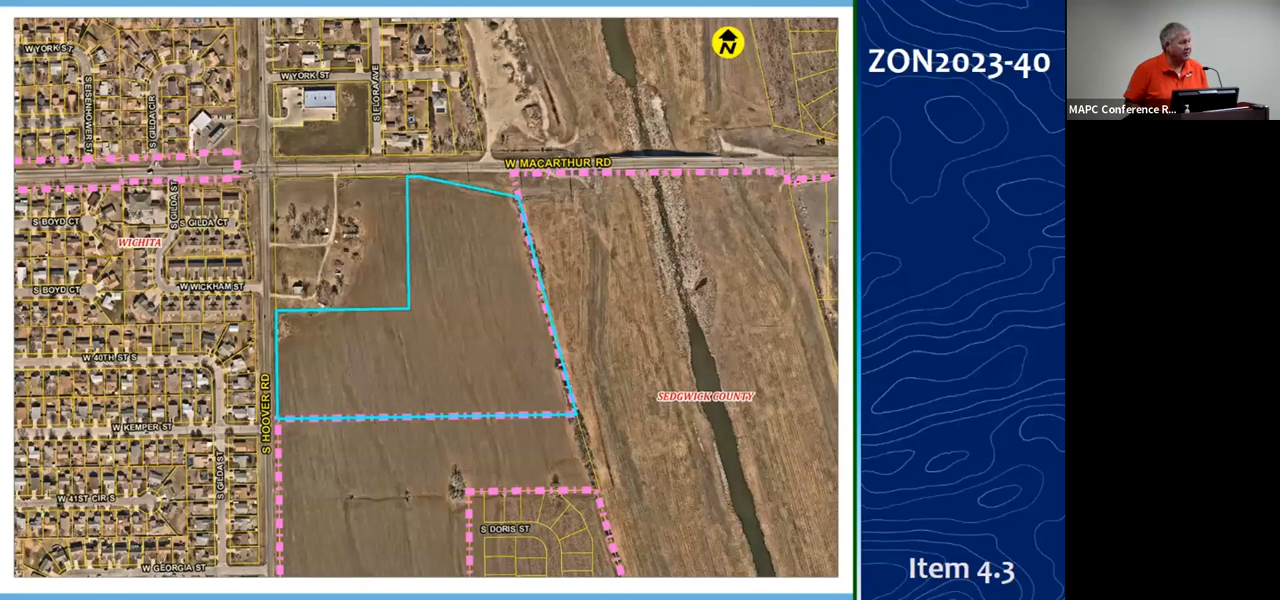 W YORK ST
S EISENHOWER ST
S GILDA CIR
W YORK ST
S FLORA AVE
N
W MACARTHUR RD
S GILDA ST
S BOYD CT
S GILDA CT
WICHITA
S BOYD CT
W WICKHAM ST
W 40TH ST S
S HOOVER RD
SEDGWICK COUNTY
W KEMPER ST
S GILDA ST
W 41ST CIR S
S DORIS ST
W GEORGIA ST
ZON2023-40
Item 4.3
MAPC Conference R...